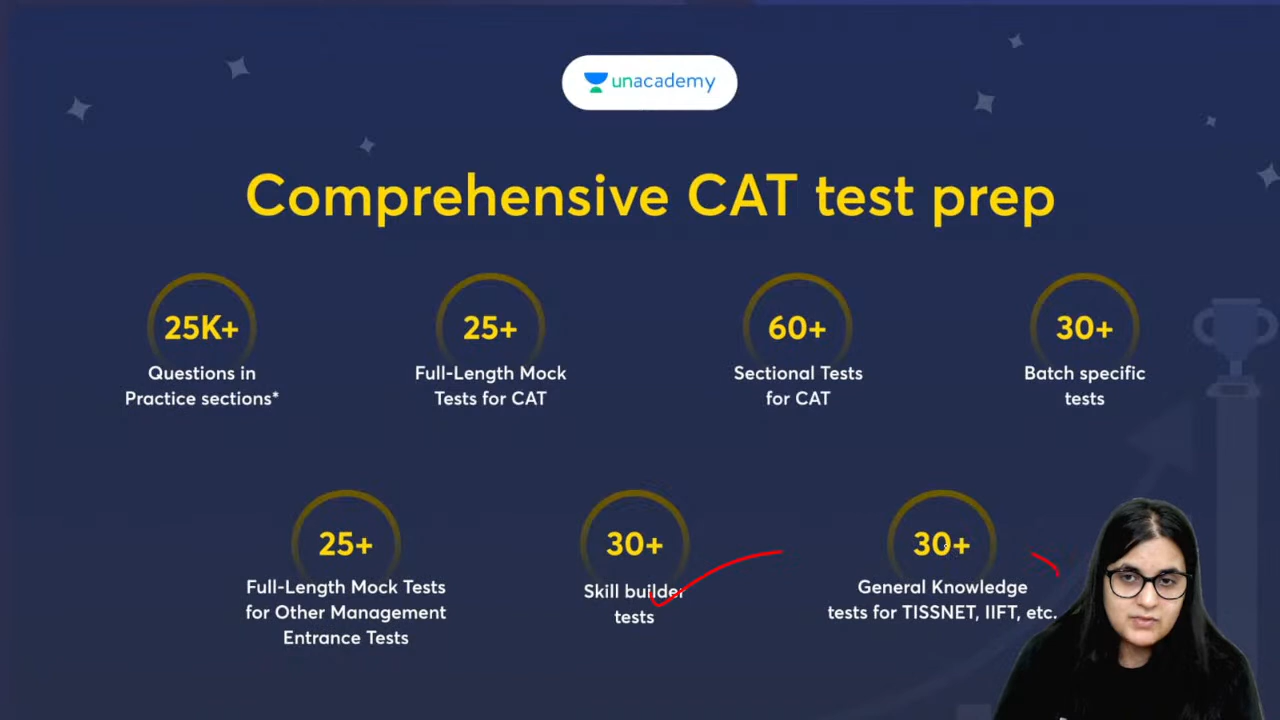 unacademy
Comprehensive CAT test prep
25K+
Questions in
Practice sections*
25+
Full-Length Mock
Tests for CAT
60+
Sectional Tests
for CAT
30+
Batch specific
tests
25+
Full-Length Mock Tests
for Other Management
Entrance Tests
30+
Skill builder
tests
30+
General Knowledge
tests for TISSNET, IIFT, etc.